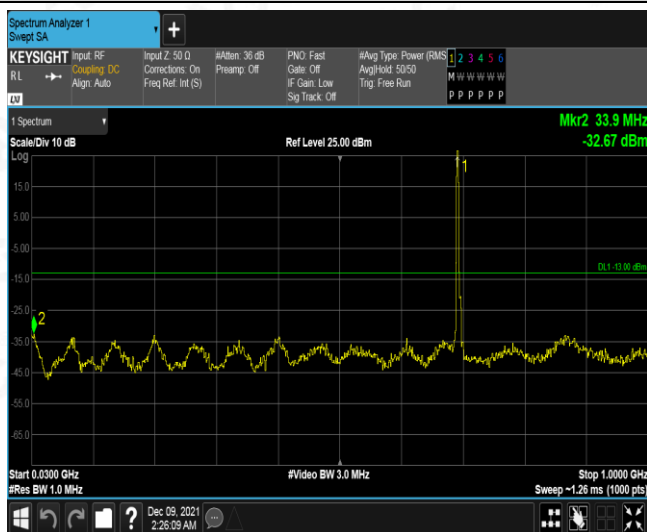 Spectrum Analyzer 1
Swept SA
+
KEYSIGHT Input: RF Input Z: 50 Ω #Atten: 36 dB PNO: Fast #Avg Type: Power (RMS 1 2 3 4 5 6
RL Coupling: DC Corrections: On Preamp: Off Gate: Off Avg|Hold: 50/50 M W W W W W
Align: Auto Freq Ref: Int (S) IF Gain: Low Trig: Free Run
Sig Track: Off P P P P P P
LXI
1 Spectrum
Mkr2 33.9 MHz
Scale/Div 10 dB Ref Level 25.00 dBm -32.67 dBm
Log
1
15.0
5.00
-5.00
DL1 -13.00 dBm
-15.0
-25.0
2
-35.0
-45.0
-55.0
-65.0
Start 0.0300 GHz #Video BW 3.0 MHz Stop 1.0000 GHz
#Res BW 1.0 MHz Sweep ~1.26 ms (1000 pts)
? Dec 09, 2021
2:26:09 AM